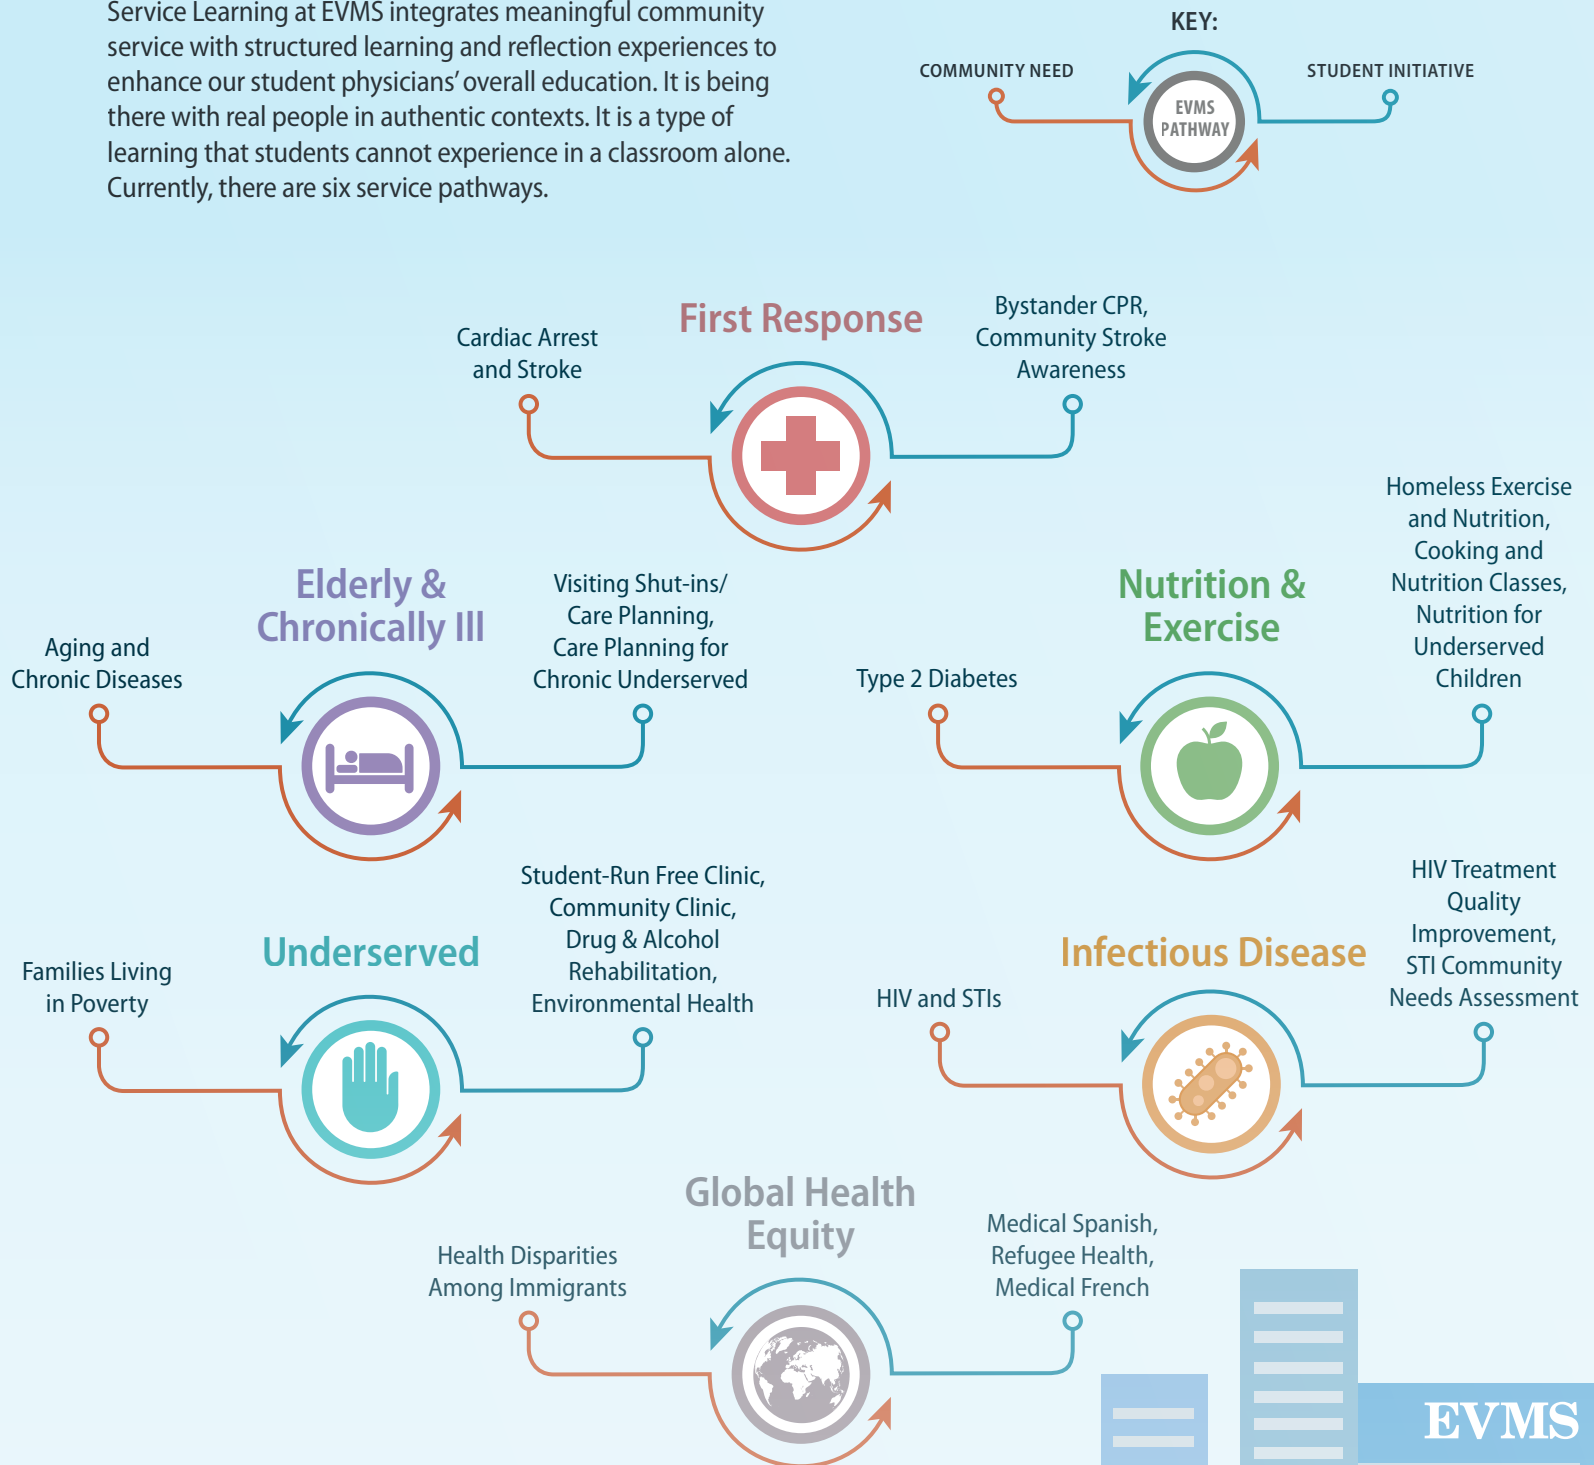 Service Learning at EVMS integrates meaningful community
service with structured learning and reflection experiences to
enhance our student physicians’ overall education. It is being
there with real people in authentic contexts. It is a type of
learning that students cannot experience in a classroom alone.
Currently, there are six service pathways.
KEY:
COMMUNITY NEED
EVMS
PATHWAY
STUDENT INITIATIVE
First Response
Cardiac Arrest
and Stroke
Bystander CPR,
Community Stroke
Awareness
Elderly &
Chronically Ill
Aging and
Chronic Diseases
Visiting Shut-ins/
Care Planning,
Care Planning for
Chronic Underserved
Nutrition &
Exercise
Type 2 Diabetes
Homeless Exercise
and Nutrition,
Cooking and
Nutrition Classes,
Nutrition for
Underserved
Children
Underserved
Families Living
in Poverty
Student-Run Free Clinic,
Community Clinic,
Drug & Alcohol
Rehabilitation,
Environmental Health
Infectious Disease
HIV and STIs
HIV Treatment
Quality
Improvement,
STI Community
Needs Assessment
Global Health
Equity
Health Disparities
Among Immigrants
Medical Spanish,
Refugee Health,
Medical French
EVMS